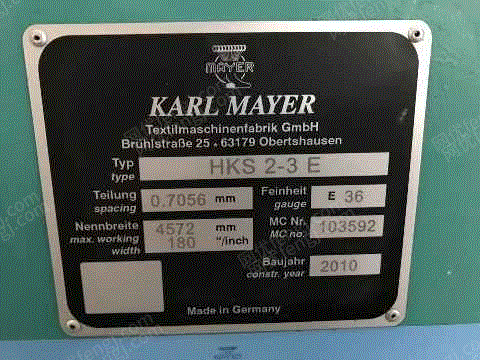 MAYER
KARL MAYER
Textilmaschinenfabrik GmbH
Brühlstraße 25 • 63179 Obertshausen
Typ HKS 2-3 E
type
Teilung 0.7056 mm Feinheit E 36
spacing gauge
Nennbreite 4572 mm MC Nr. 103592
max. working 180 "/inch MC no.
width
Baujahr 2010
constr. year
Made in Germany